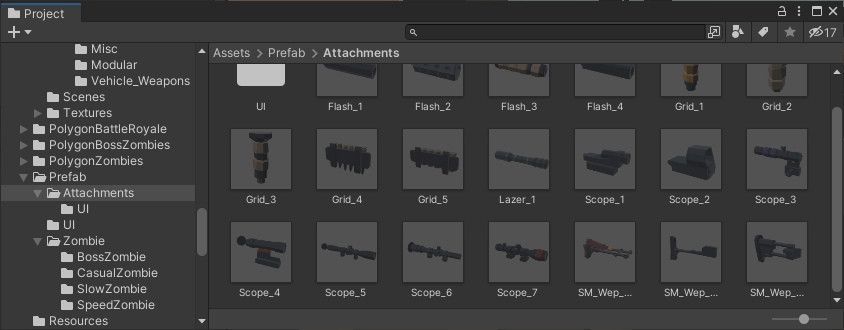 Project
17
Misc
Modular
Vehicle_Weapons
Scenes
Textures
PolygonBattleRoyale
PolygonBossZombies
PolygonZombies
Prefab
Attachments
UI
UI
Zombie
BossZombie
CasualZombie
SlowZombie
SpeedZombie
Resources
Assets > Prefab > Attachments
UI Flash_1 Flash_2 Flash_3 Flash_4 Grid_1 Grid_2
Grid_3 Grid_4 Grid_5 Lazer_1 Scope_1 Scope_2 Scope_3
Scope_4 Scope_5 Scope_6 Scope_7 SM_Wep_... SM_Wep_... SM_Wep_...